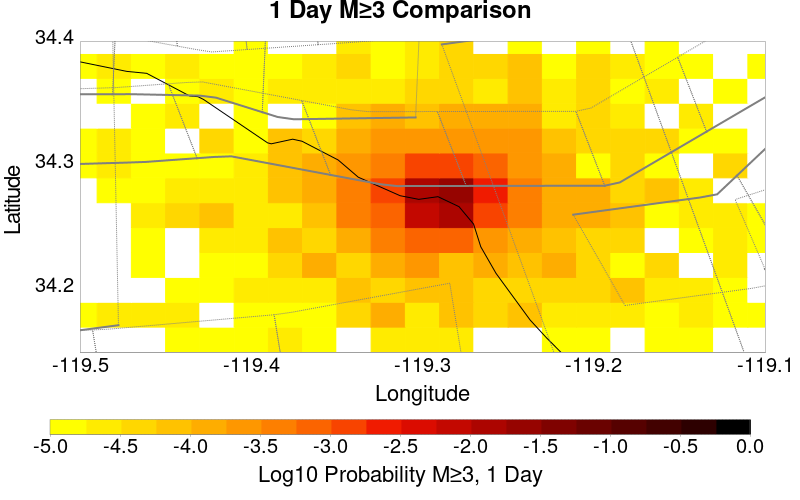 1 Day M≥3 Comparison
34.4
34.3
34.2
Latitude
-119.5 -119.4 -119.3 -119.2 -119.1
Longitude
-5.0 -4.5 -4.0 -3.5 -3.0 -2.5 -2.0 -1.5 -1.0 -0.5 0.0
Log10 Probability M≥3, 1 Day